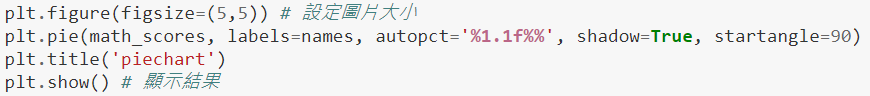 plt.figure(figsize=(5,5)) # 設定圖片大小
plt.pie(math_scores, labels=names, autopct='%1.1f%%', shadow=True, startangle=90)
plt.title('piechart')
plt.show() # 顯示結果